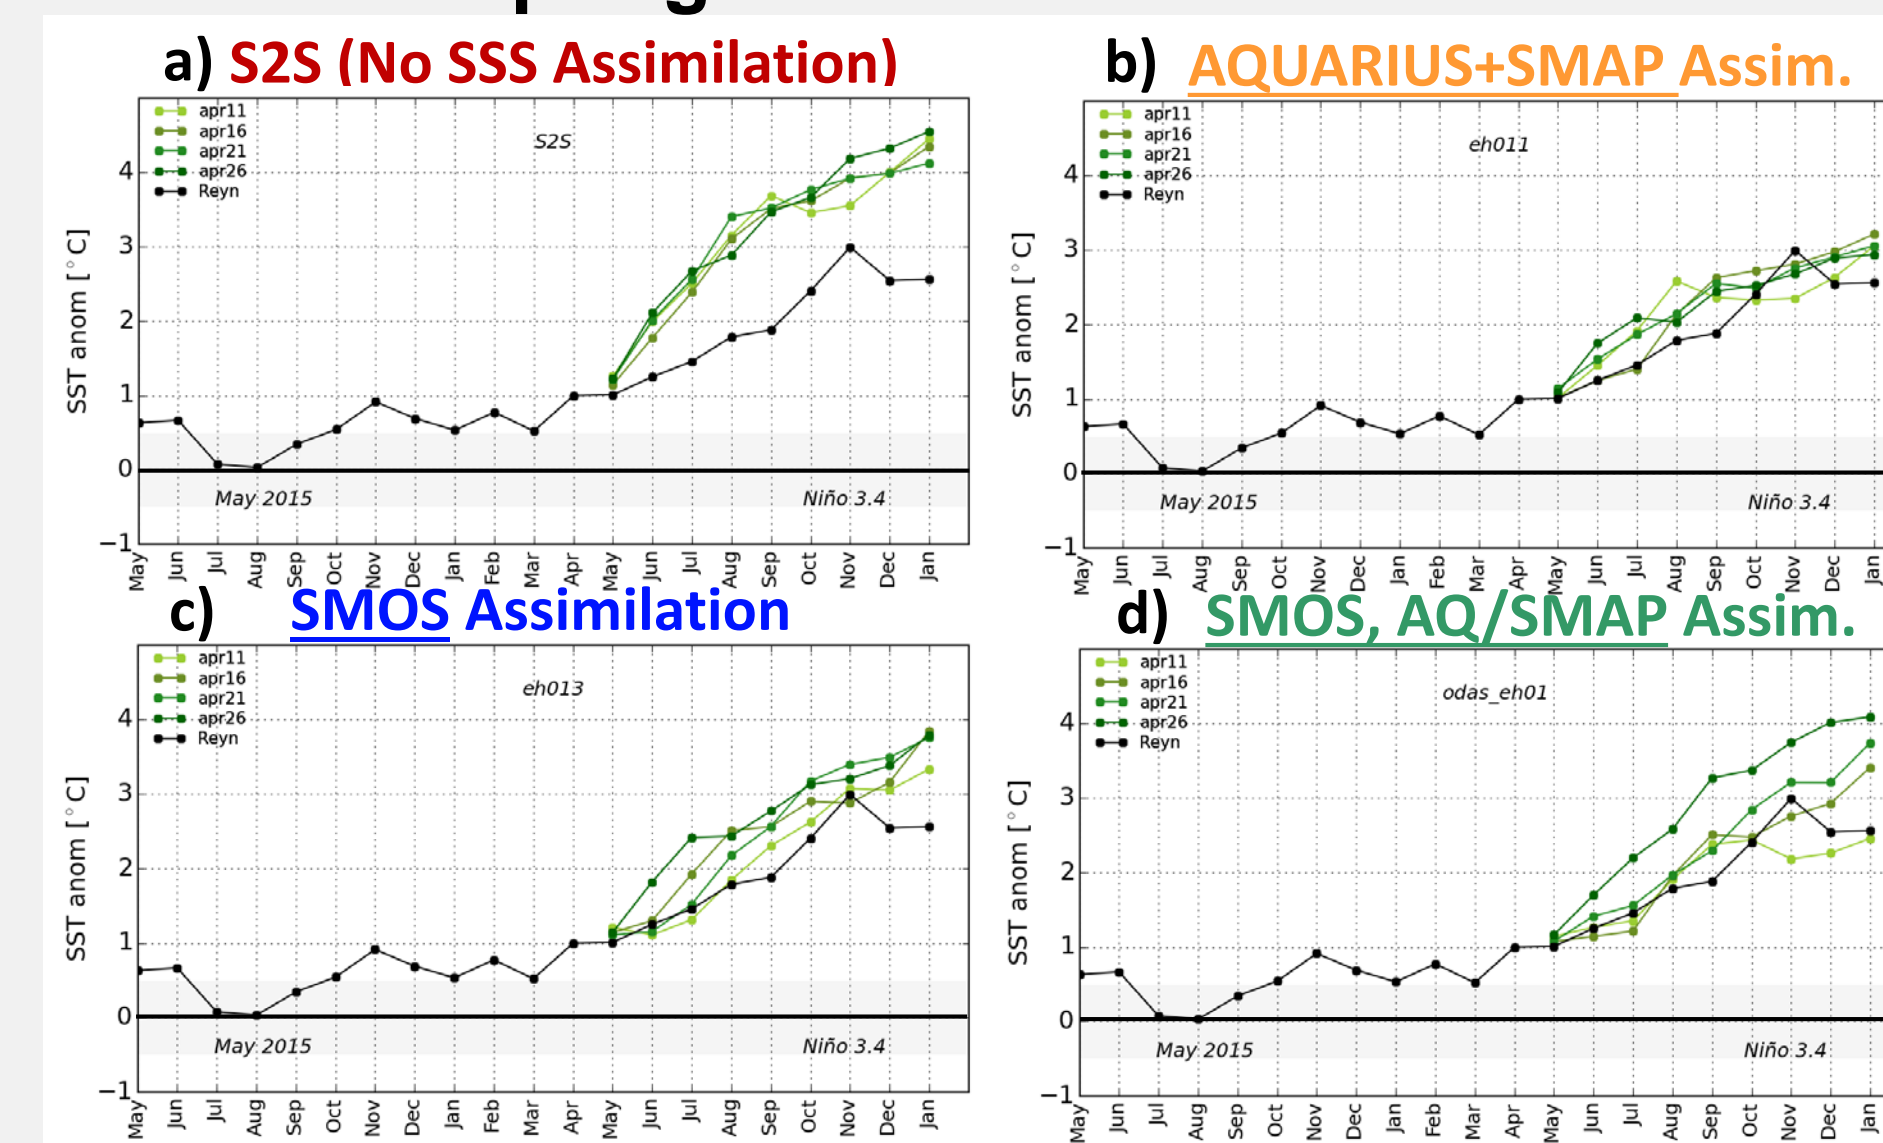 a) S2S (No SSS Assimilation)
apr11
apr16
apr21
apr26
Reyn
S2S
SST anom [°C]
4
3
2
1
0
−1
May 2015
Niño 3.4
May Jun Jul Aug Sep Oct Nov Dec Jan Feb Mar Apr May Jun Jul Aug Sep Oct Nov Dec Jan
b) AQUARIUS+SMAP Assim.
apr11
apr16
apr21
apr26
Reyn
eh011
SST anom [°C]
4
3
2
1
0
−1
May 2015
Niño 3.4
May Jun Jul Aug Sep Oct Nov Dec Jan Feb Mar Apr May Jun Jul Aug Sep Oct Nov Dec Jan
c) SMOS Assimilation
apr11
apr16
apr21
apr26
Reyn
eh013
SST anom [°C]
4
3
2
1
0
−1
May 2015
Niño 3.4
May Jun Jul Aug Sep Oct Nov Dec Jan Feb Mar Apr May Jun Jul Aug Sep Oct Nov Dec Jan
d) SMOS, AQ/SMAP Assim.
apr11
apr16
apr21
apr26
Reyn
odas_eh01
SST anom [°C]
4
3
2
1
0
−1
May 2015
Niño 3.4
May Jun Jul Aug Sep Oct Nov Dec Jan Feb Mar Apr May Jun Jul Aug Sep Oct Nov Dec Jan